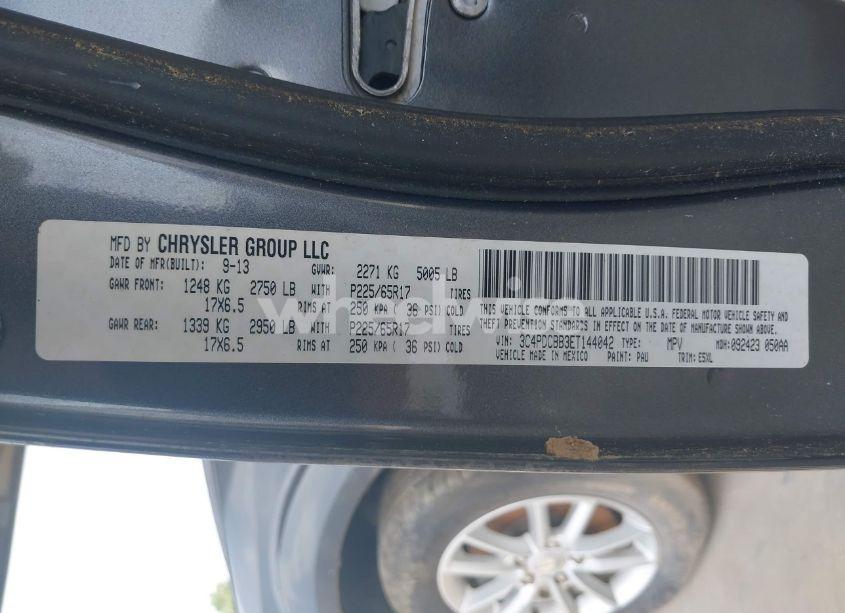 MFD BY CHRYSLER GROUP LLC
DATE OF MFR(BUILT): 9-13 GVWR: 2271 KG 5005 LB
GAWR FRONT: 1248 KG 2750 LB WITH P225/65R17 TIRES
17X6.5 RIMS AT 250 KPA ( 36 PSI) COLD
GAWR REAR: 1339 KG 2950 LB WITH P225/65R17 TIRES
17X6.5 RIMS AT 250 KPA ( 36 PSI) COLD
THIS VEHICLE CONFORMS TO ALL APPLICABLE U.S.A. FEDERAL MOTOR VEHICLE SAFETY AND
THEFT PREVENTION STANDARDS IN EFFECT ON THE DATE OF MANUFACTURE SHOWN ABOVE.
VIN: 3C4PDCBB3ET144042 TYPE: MPV MDH: 092423 050AA
VEHICLE MADE IN MEXICO PAINT: PAU TRIM: E5XL